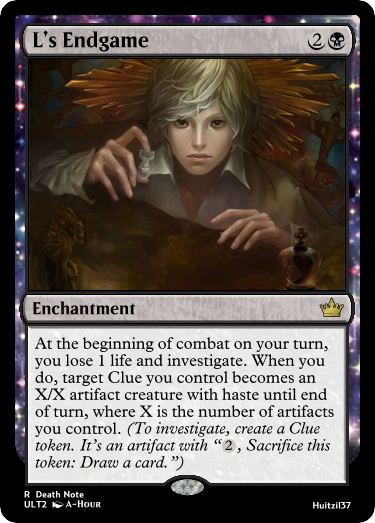 L's Endgame 2
Enchantment
At the beginning of combat on your turn,
you lose 1 life and investigate. When you
do, target Clue you control becomes an
X/X artifact creature with haste until end
of turn, where X is the number of artifacts
you control. (To investigate, create a Clue
token. It's an artifact with “2, Sacrifice this
token: Draw a card.”)
R Death Note
ULT2 A-Hour Huitzil37